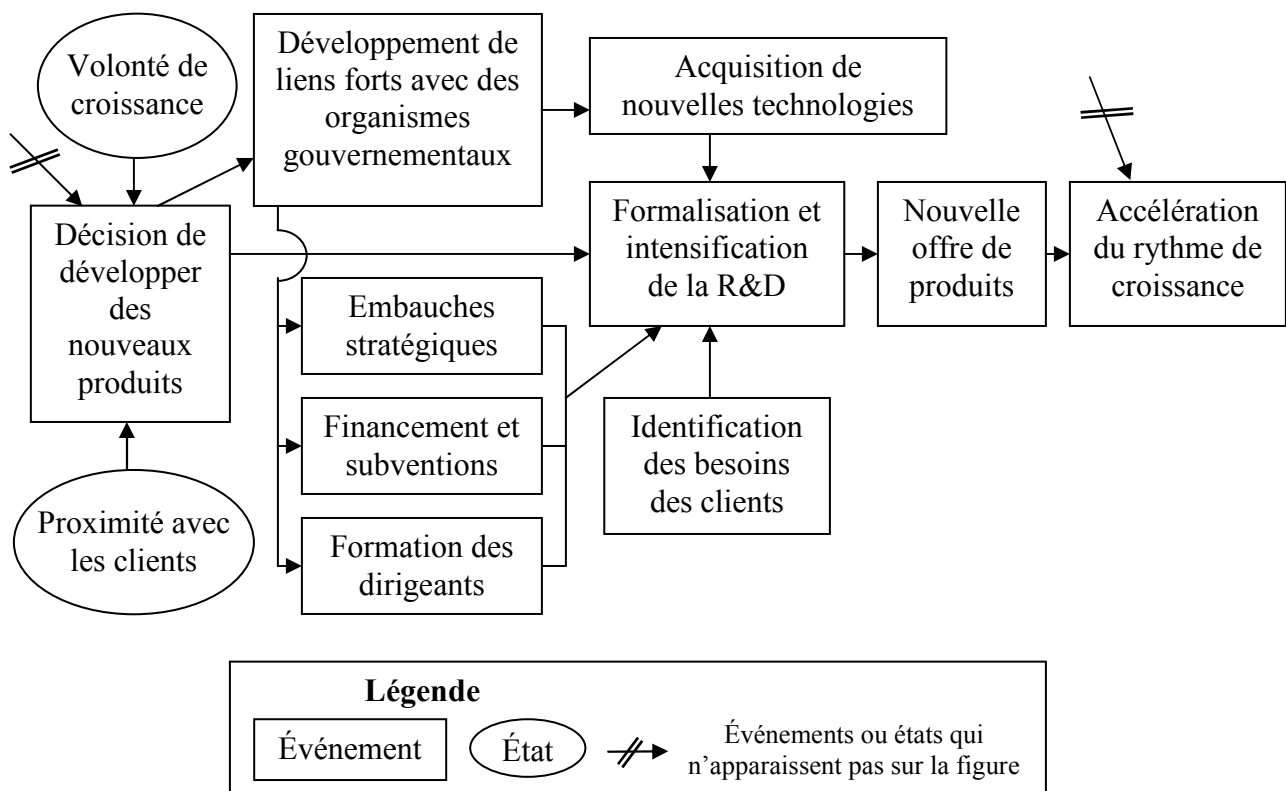 Volonté de
croissance
Développement de
liens forts avec des
organismes
gouvernementaux
Acquisition de
nouvelles technologies
Décision de
développer
des
nouveaux
produits
Formalisation et
intensification
de la R&D
Nouvelle
offre de
produits
Accélération
du rythme de
croissance
Embauches
stratégiques
Financement et
subventions
Formation des
dirigeants
Identification
des besoins
des clients
Proximité avec
les clients
Légende
Événement
État
Événements ou états qui
n’apparaissent pas sur la figure